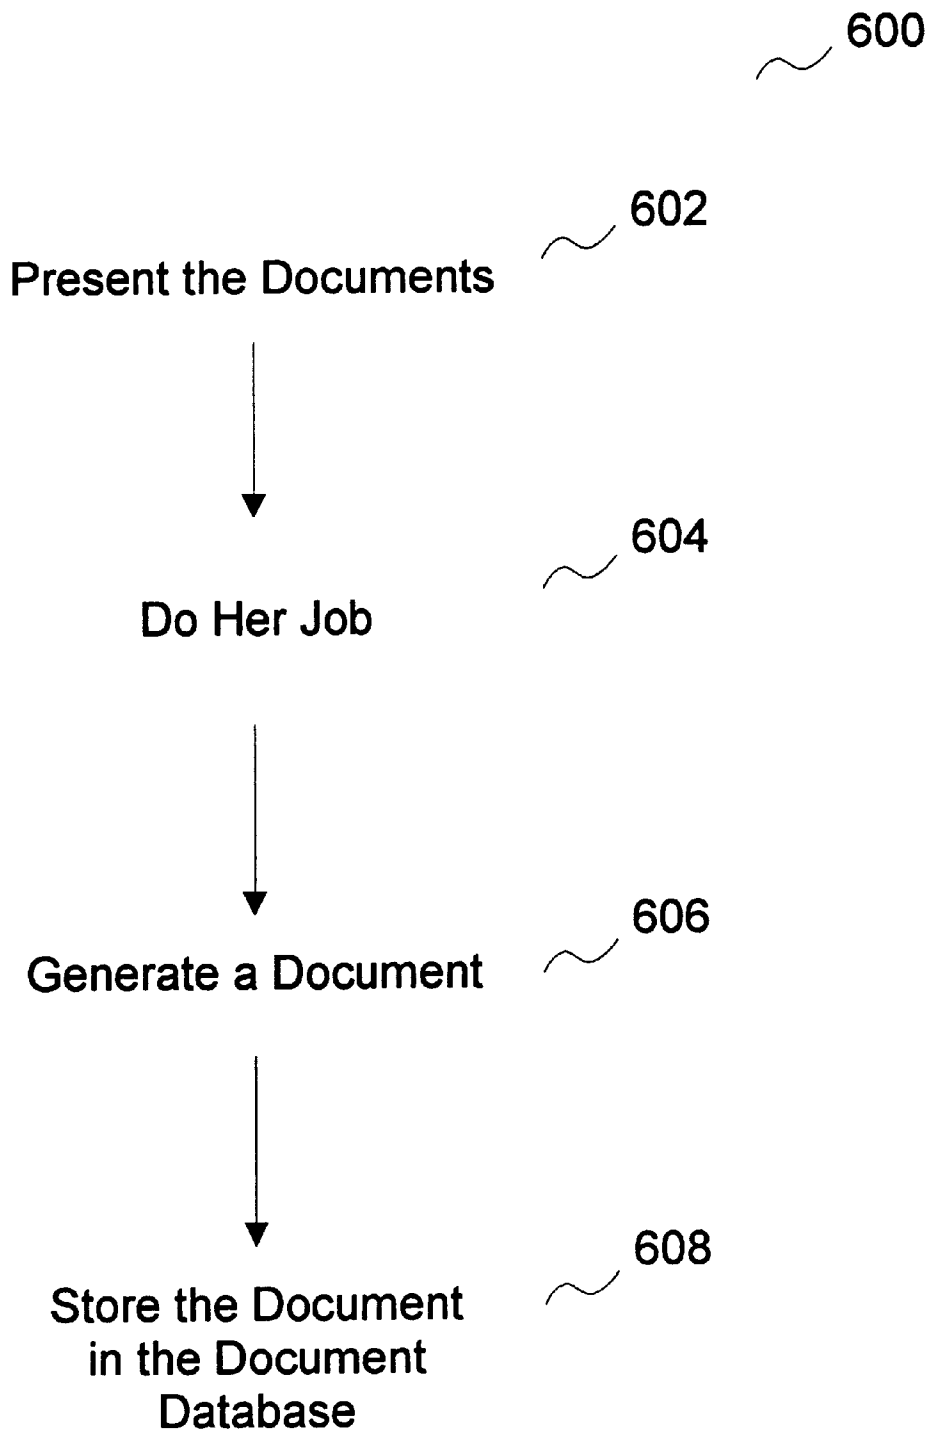 600
602
Present the Documents
604
Do Her Job
606
Generate a Document
608
Store the Document
in the Document
Database